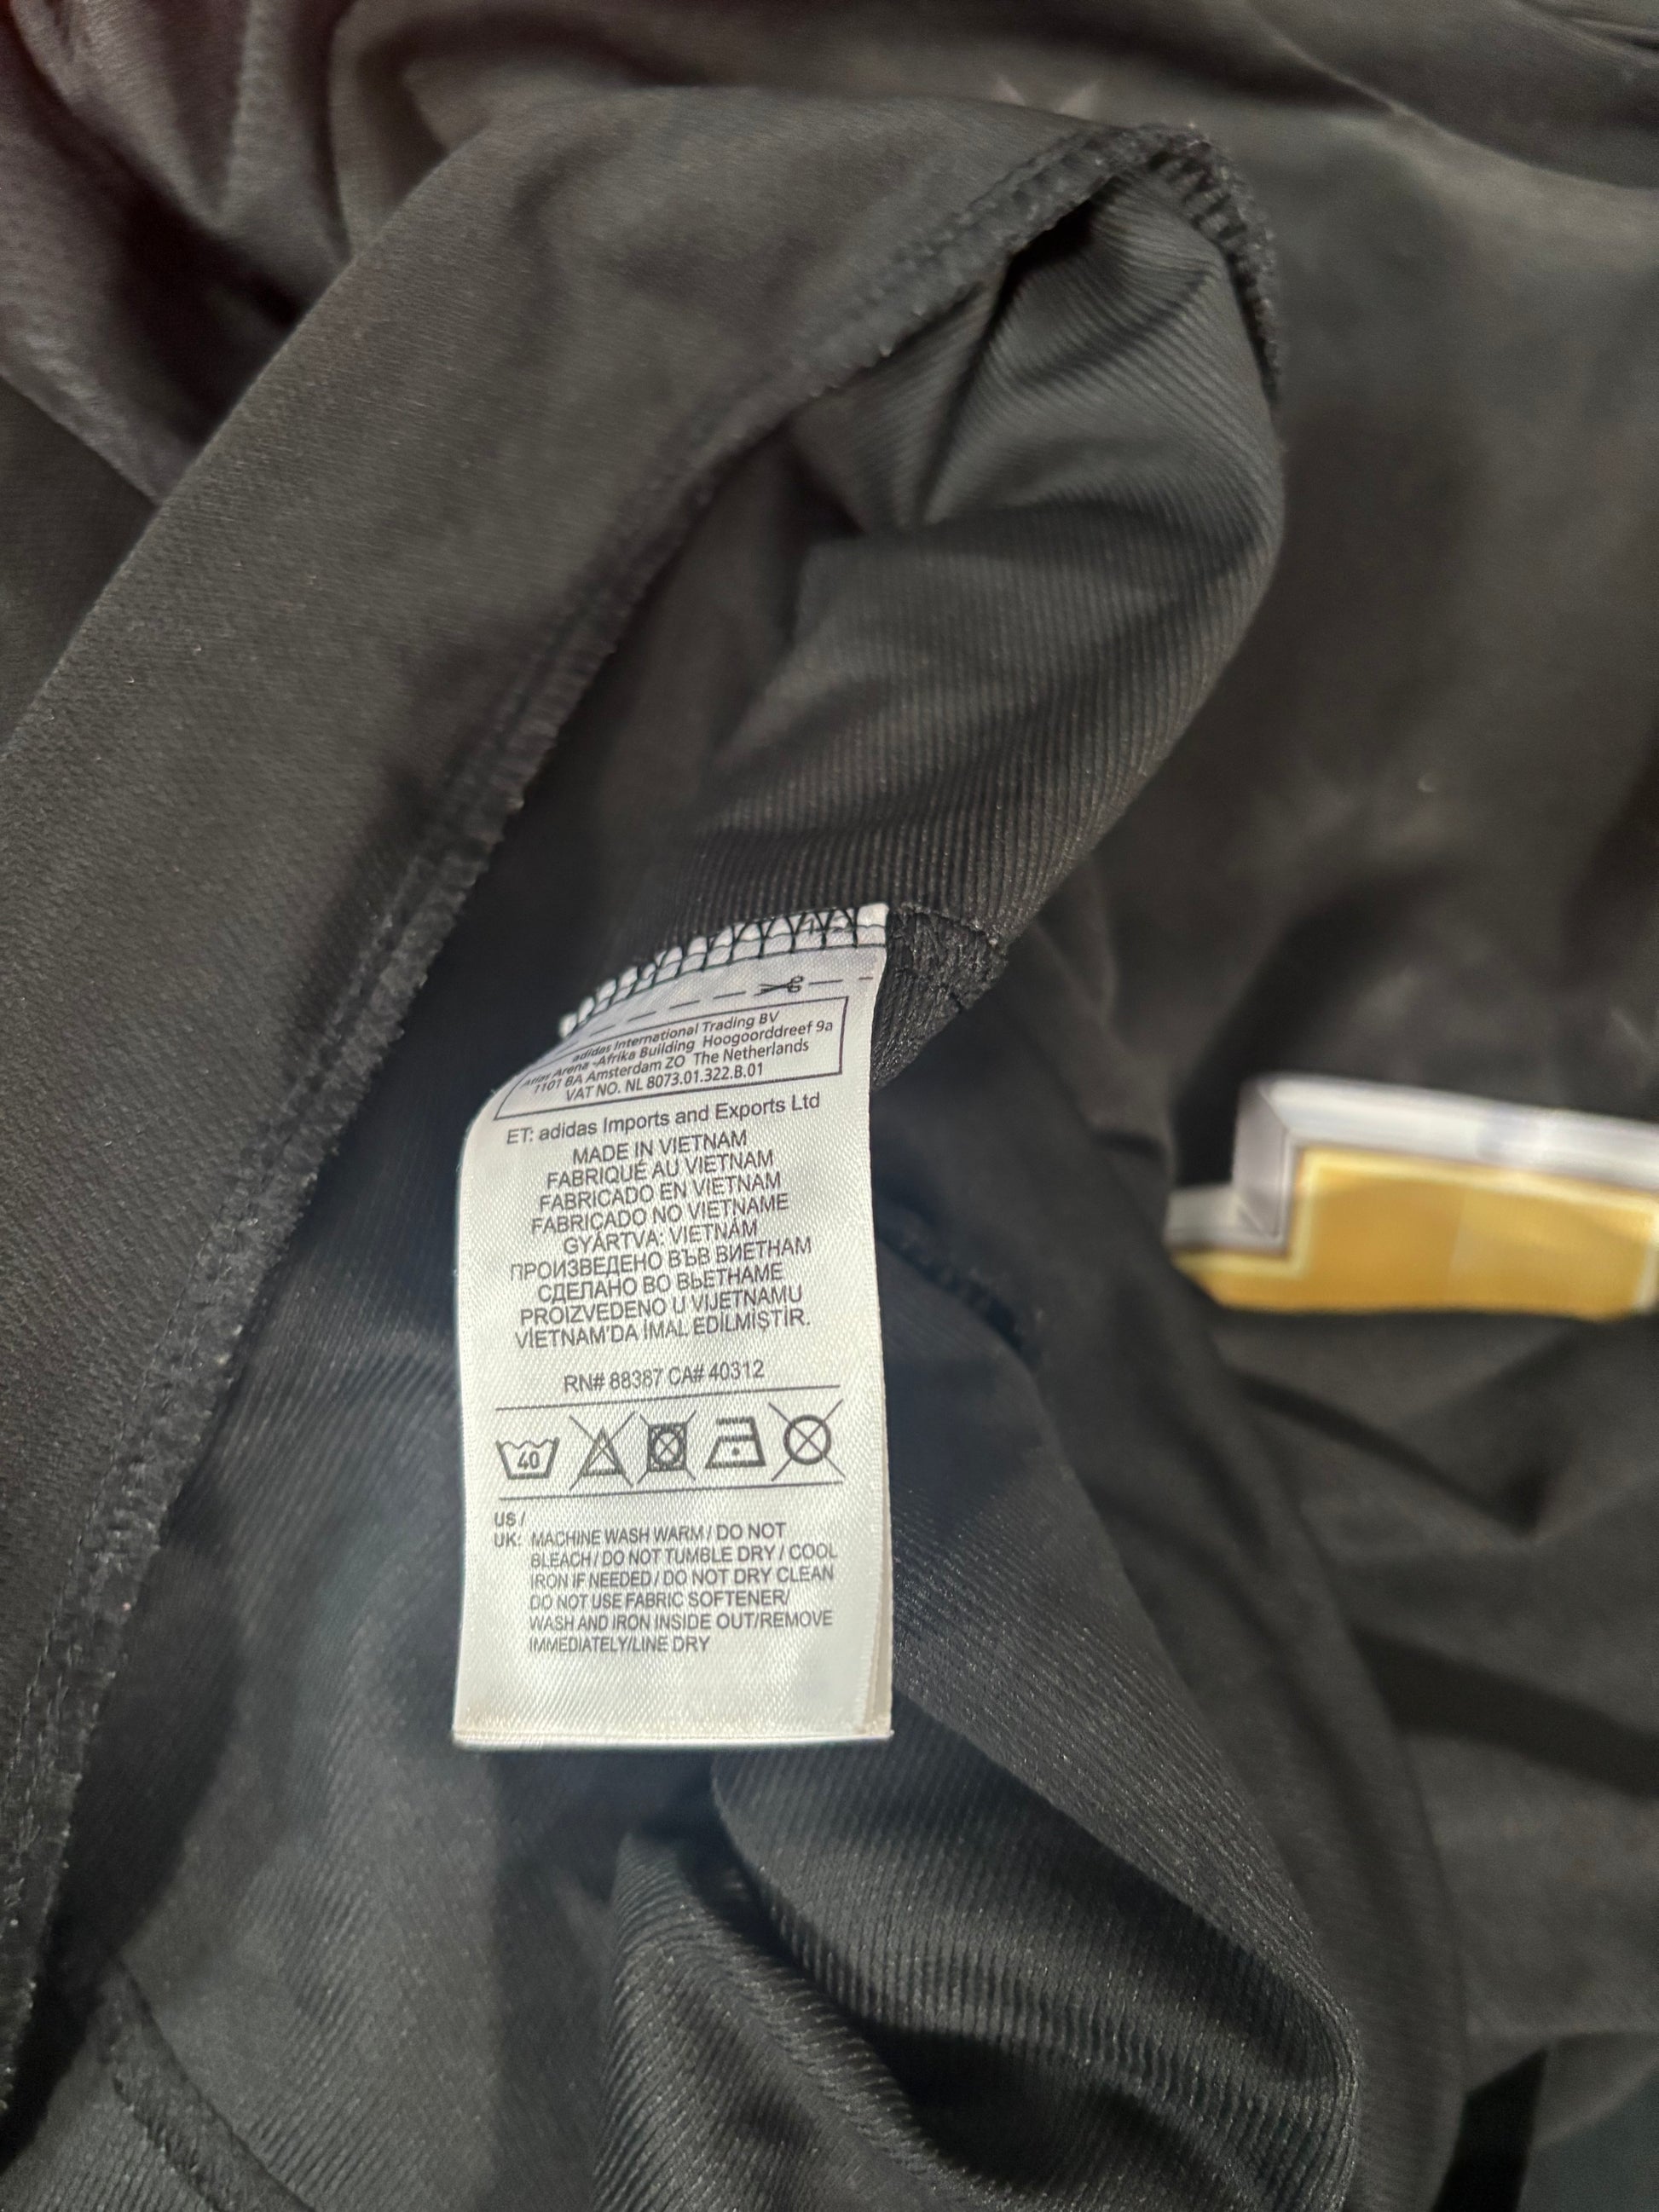 adidas International Trading BV
Atlas Arena -Afrika Building Hoogoorddreef 9a
1101 BA Amsterdam ZO The Netherlands
VAT NO. NL 8073.01.322.B.01
ET: adidas Imports and Exports Ltd
MADE IN VIETNAM
FABRIQUÉ AU VIETNAM
FABRICADO EN VIETNAM
FABRICADO NO VIETNAME
GYÁRTVA: VIETNÁM
ПРОИЗВЕДЕНО ВЪВ ВИЕТНАМ
СДЕЛАНО ВО ВЬЕТНАМЕ
PROIZVEDENO U VIJETNAMU
VİETNAM'DA İMAL EDİLMİŞTİR.
RN# 88387 CA# 40312
40
US /
UK: MACHINE WASH WARM / DO NOT
BLEACH / DO NOT TUMBLE DRY / COOL
IRON IF NEEDED / DO NOT DRY CLEAN
DO NOT USE FABRIC SOFTENER/
WASH AND IRON INSIDE OUT/REMOVE
IMMEDIATELY/LINE DRY